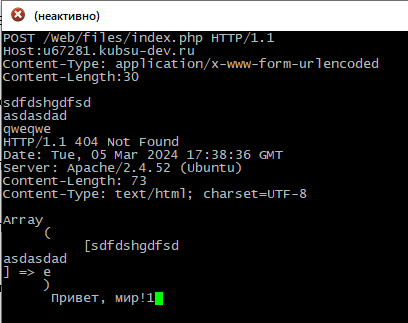 (неактивно)
POST /Web/files/index.php HTTP/1.1
Host:u67281.kubsu-dev.ru
Content-Type: application/x-www-form-urlencoded
Content-Length:30

sdfdshgdfsd
asdasdad
qweqwe
HTTP/1.1 404 Not Found
Date: Tue, 05 Mar 2024 17:38:36 GMT
Server: Apache/2.4.52 (Ubuntu)
Content-Length: 73
Content-Type: text/html; charset=UTF-8

Array
(
[sdfdshgdfsd
asdasdad
] => e
)
Привет, мир!1